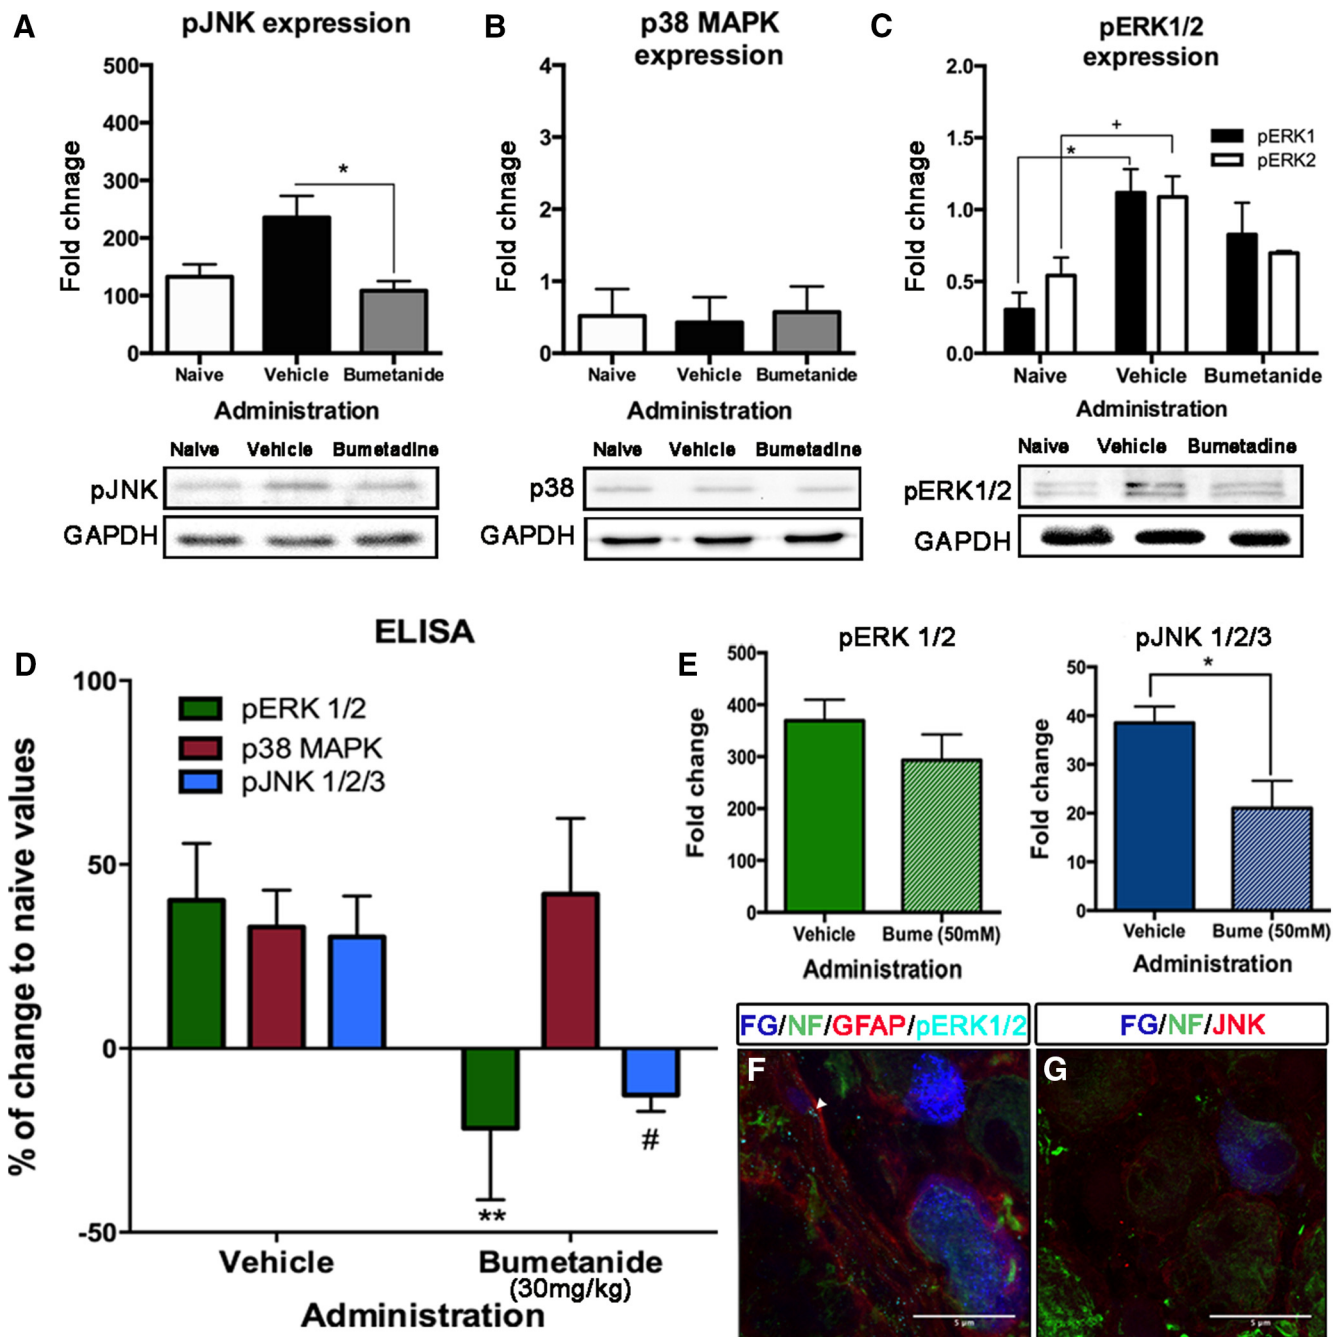 A
pJNK expression
500
400
300
200
100
0
Fold chnage
*
Naive Vehicle Bumetanide
Administration
Naive Vehicle Bumetadine
pJNK
GAPDH
B
p38 MAPK
expression
4
3
2
1
0
Fold chnage
Naive Vehicle Bumetanide
Administration
Naive Vehicle Bumetadine
p38
GAPDH
C
pERK1/2
expression
2.0
1.5
1.0
0.5
0.0
Fold chnage
+
*
pERK1
pERK2
Naive Vehicle Bumetanide
Administration
Naive Vehicle Bumetadine
pERK1/2
GAPDH
D
ELISA
100
50
0
-50
% of change to naive values
pERK 1/2
p38 MAPK
pJNK 1/2/3
**
#
Vehicle Bumetanide
(30mg/kg)
Administration
E
pERK 1/2
500
400
300
200
100
0
Fold change
Vehicle Bume (50mM)
Administration
pJNK 1/2/3
50
40
30
20
10
0
Fold change
*
Vehicle Bume (50mM)
Administration
FG/NF/GFAP/pERK1/2
F
5 µm
FG/NF/JNK
G
5 µm